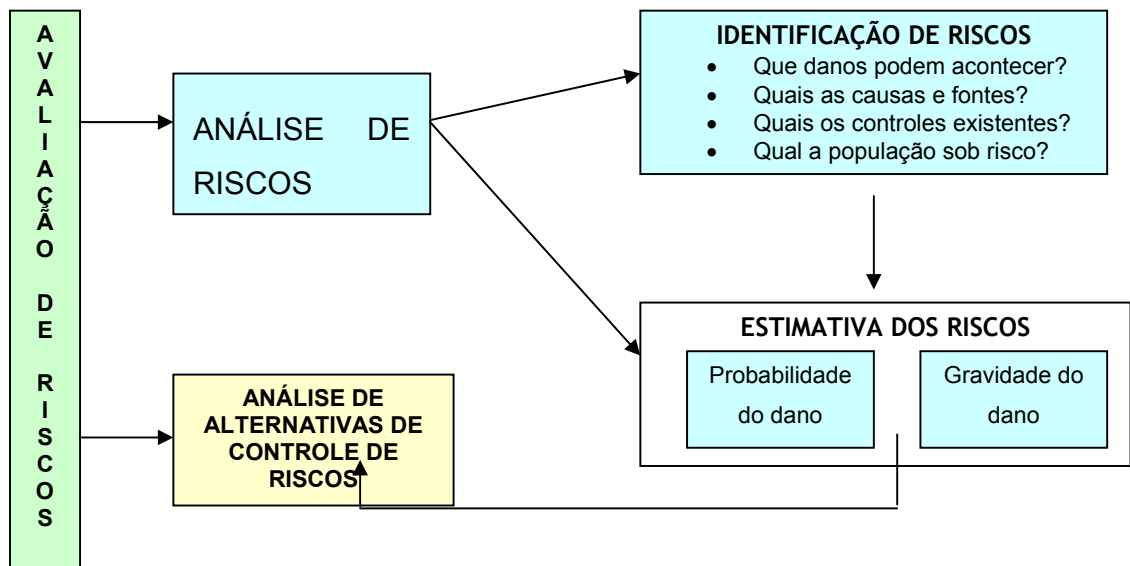 AVALIAÇÃO DE RISCOS
ANÁLISE DE
RISCOS
IDENTIFICAÇÃO DE RISCOS
• Que danos podem acontecer?
• Quais as causas e fontes?
• Quais os controles existentes?
• Qual a população sob risco?
ESTIMATIVA DOS RISCOS
Probabilidade
do dano
Gravidade do
dano
ANÁLISE DE
ALTERNATIVAS DE
CONTROLE DE
RISCOS